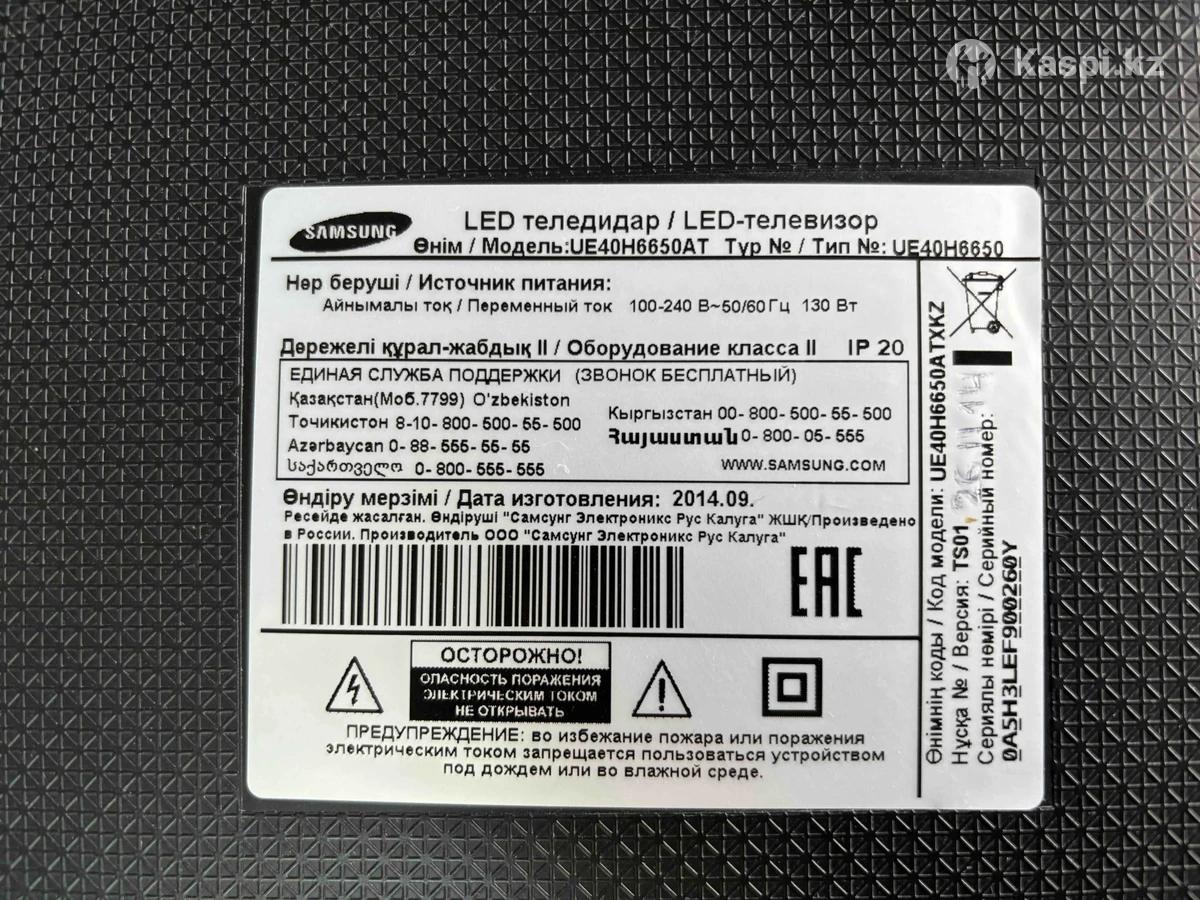 Kaspi.kz
SAMSUNG
LED теледидар / LED-телевизор
Өнім / Модель:UE40H6650AT Тур № / Тип №: UE40H6650
Нәр беруші / Источник питания:
Айнымалы тоқ / Переменный ток 100-240 В~50/60 Гц 130 Вт
Дәрежелі құрал-жабдық II / Оборудование класса II IP 20
ЕДИНАЯ СЛУЖБА ПОДДЕРЖКИ (ЗВОНОК БЕСПЛАТНЫЙ)
Қазақстан(Моб.7799) O'zbekiston
Точикистон 8-10-800-500-55-500
Azərbaycan 0-88-555-55-55
საქართველო 0-800-555-555
Кыргызстан 00-800-500-55-500
Հայաստան 0-800-05-555
WWW.SAMSUNG.COM
Өндіру мерзімі / Дата изготовления: 2014.09.
Ресейде жасалған. Өндіруші "Самсунг Электроникс Рус Калуга" ЖШҚ/Произведено
в России. Производитель ООО "Самсунг Электроникс Рус Калуга"
EAC
ОСТОРОЖНО!
ОПАСНОСТЬ ПОРАЖЕНИЯ
ЭЛЕКТРИЧЕСКИМ ТОКОМ
НЕ ОТКРЫВАТЬ
ПРЕДУПРЕЖДЕНИЕ: во избежание пожара или поражения
электрическим током запрещается пользоваться устройством
под дождем или во влажной среде.
Өнімнің коды / Код модели: UE40H6650ATXKZ
Нұсқа № / Версия: TS01 26.11.14
Сериялы нөмірі / Серийный номер:
0A5H3LEF900260Y